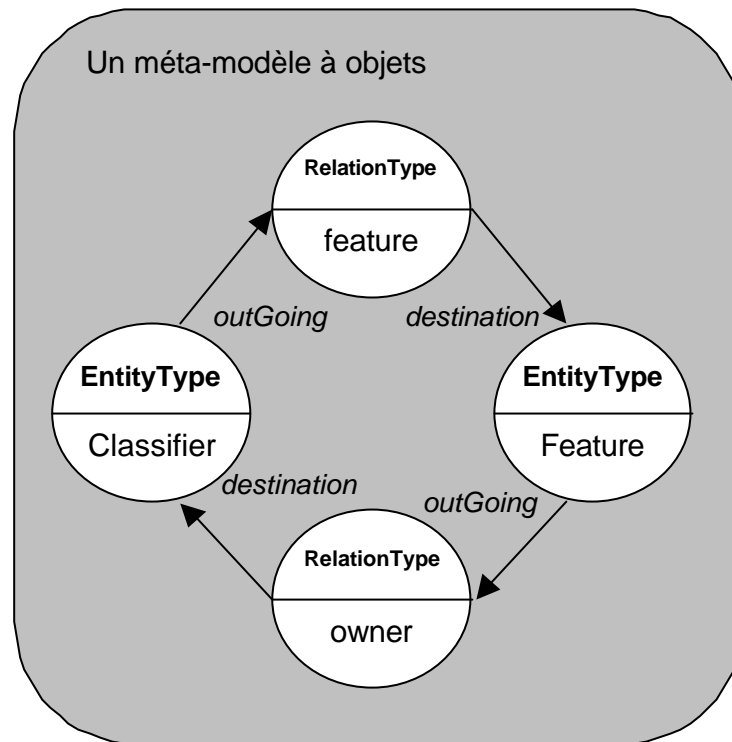 Un méta-modèle à objets
RelationType
feature
outGoing
destination
EntityType
Classifier
EntityType
Feature
destination
outGoing
RelationType
owner